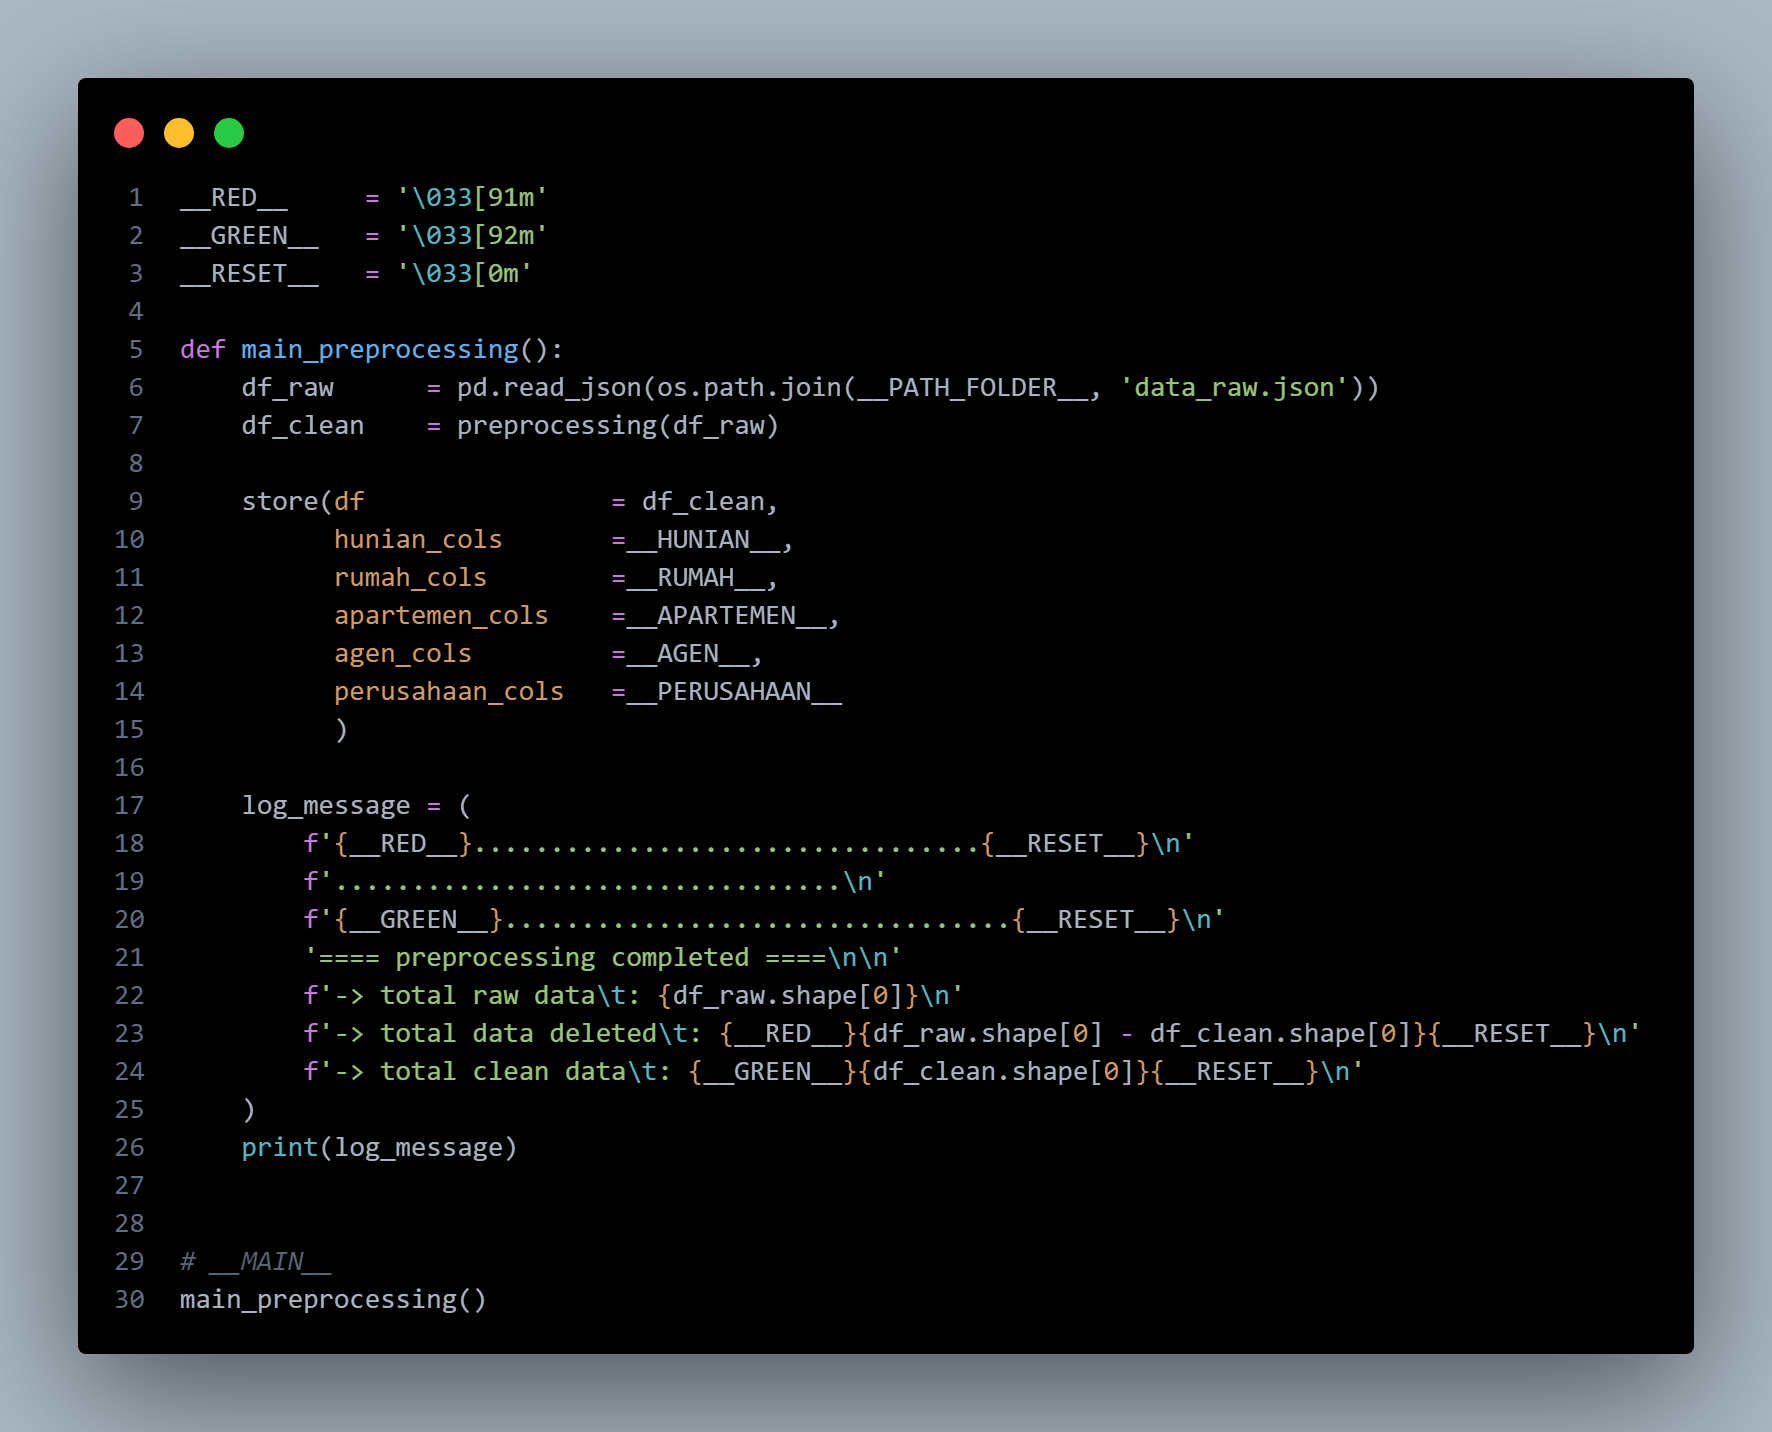 1 __RED__     = '\033[91m'
2 __GREEN__   = '\033[92m'
3 __RESET__   = '\033[0m'
4
5 def main_preprocessing():
6     df_raw      = pd.read_json(os.path.join(__PATH_FOLDER__, 'data_raw.json'))
7     df_clean    = preprocessing(df_raw)
8
9     store(df                = df_clean,
10           hunian_cols       =__HUNIAN__,
11           rumah_cols        =__RUMAH__,
12           apartemen_cols    =__APARTEMEN__,
13           agen_cols         =__AGEN__,
14           perusahaan_cols   =__PERUSAHAAN__
15           )
16
17     log_message = (
18         f'{__RED__}.................................{__RESET__}\n'
19         f'.................................\n'
20         f'{__GREEN__}.................................{__RESET__}\n'
21         '==== preprocessing completed ====\n\n'
22         f'-> total raw data\t: {df_raw.shape[0]}\n'
23         f'-> total data deleted\t: {__RED__}{df_raw.shape[0] - df_clean.shape[0]}{__RESET__}\n'
24         f'-> total clean data\t: {__GREEN__}{df_clean.shape[0]}{__RESET__}\n'
25     )
26     print(log_message)
27
28
29 # __MAIN__
30 main_preprocessing()